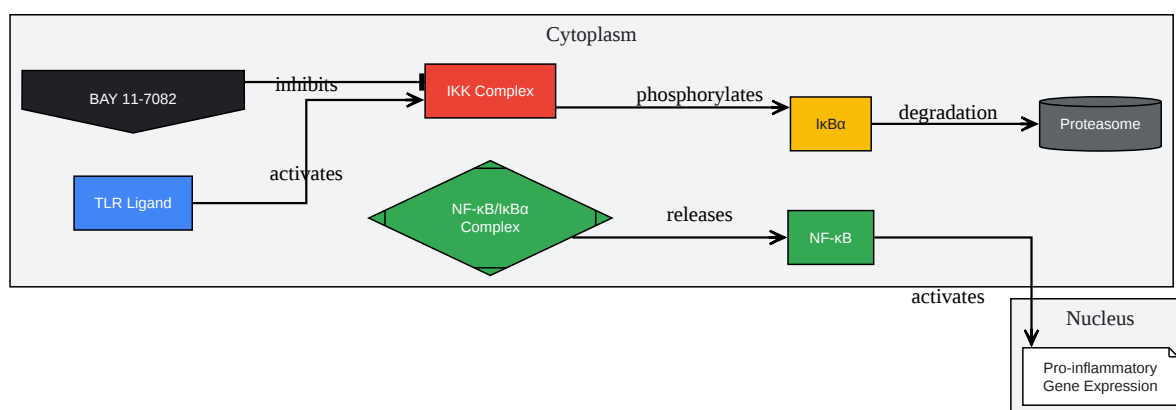 Cytoplasm
BAY 11-7082
inhibits
IKK Complex
phosphorylates
IκBα
degradation
Proteasome
TLR Ligand
activates
NF-κB/IκBα
Complex
releases
NF-κB
activates
Nucleus
Pro-inflammatory
Gene Expression